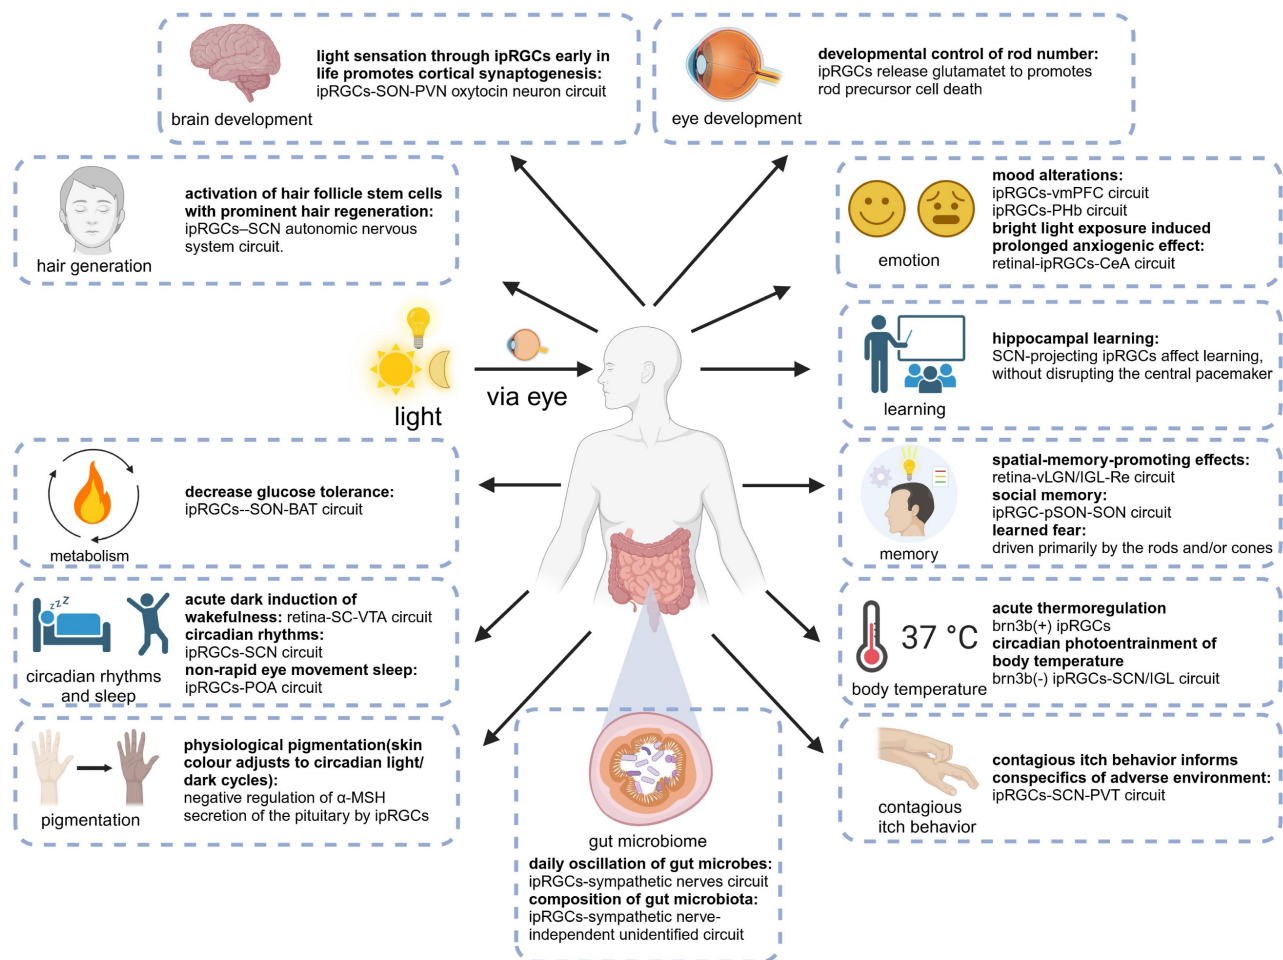 light sensation through ipRGCs early in
life promotes cortical synaptogenesis:
ipRGCs-SON-PVN oxytocin neuron circuit
brain development
developmental control of rod number:
ipRGCs release glutamatet to promotes
rod precursor cell death
eye development
activation of hair follicle stem cells
with prominent hair regeneration:
ipRGCs–SCN autonomic nervous
system circuit.
hair generation
mood alterations:
ipRGCs-vmPFC circuit
ipRGCs-PHb circuit
bright light exposure induced
prolonged anxiogenic effect:
retinal-ipRGCs-CeA circuit
emotion
light
via eye
hippocampal learning:
SCN-projecting ipRGCs affect learning,
without disrupting the central pacemaker
learning
decrease glucose tolerance:
ipRGCs--SON-BAT circuit
metabolism
spatial-memory-promoting effects:
retina-vLGN/IGL-Re circuit
social memory:
ipRGC-pSON-SON circuit
learned fear:
driven primarily by the rods and/or cones
memory
zzz
acute dark induction of
wakefulness: retina-SC-VTA circuit
circadian rhythms:
ipRGCs-SCN circuit
non-rapid eye movement sleep:
ipRGCs-POA circuit
circadian rhythms
and sleep
37 °C
acute thermoregulation
brn3b(+) ipRGCs
circadian photoentrainment of
body temperature
brn3b(-) ipRGCs-SCN/IGL circuit
body temperature
physiological pigmentation(skin
colour adjusts to circadian light/
dark cycles):
negative regulation of α-MSH
secretion of the pituitary by ipRGCs
pigmentation
gut microbiome
daily oscillation of gut microbes:
ipRGCs-sympathetic nerves circuit
composition of gut microbiota:
ipRGCs-sympathetic nerve-
independent unidentified circuit
contagious itch behavior informs
conspecifics of adverse environment:
ipRGCs-SCN-PVT circuit
contagious
itch behavior